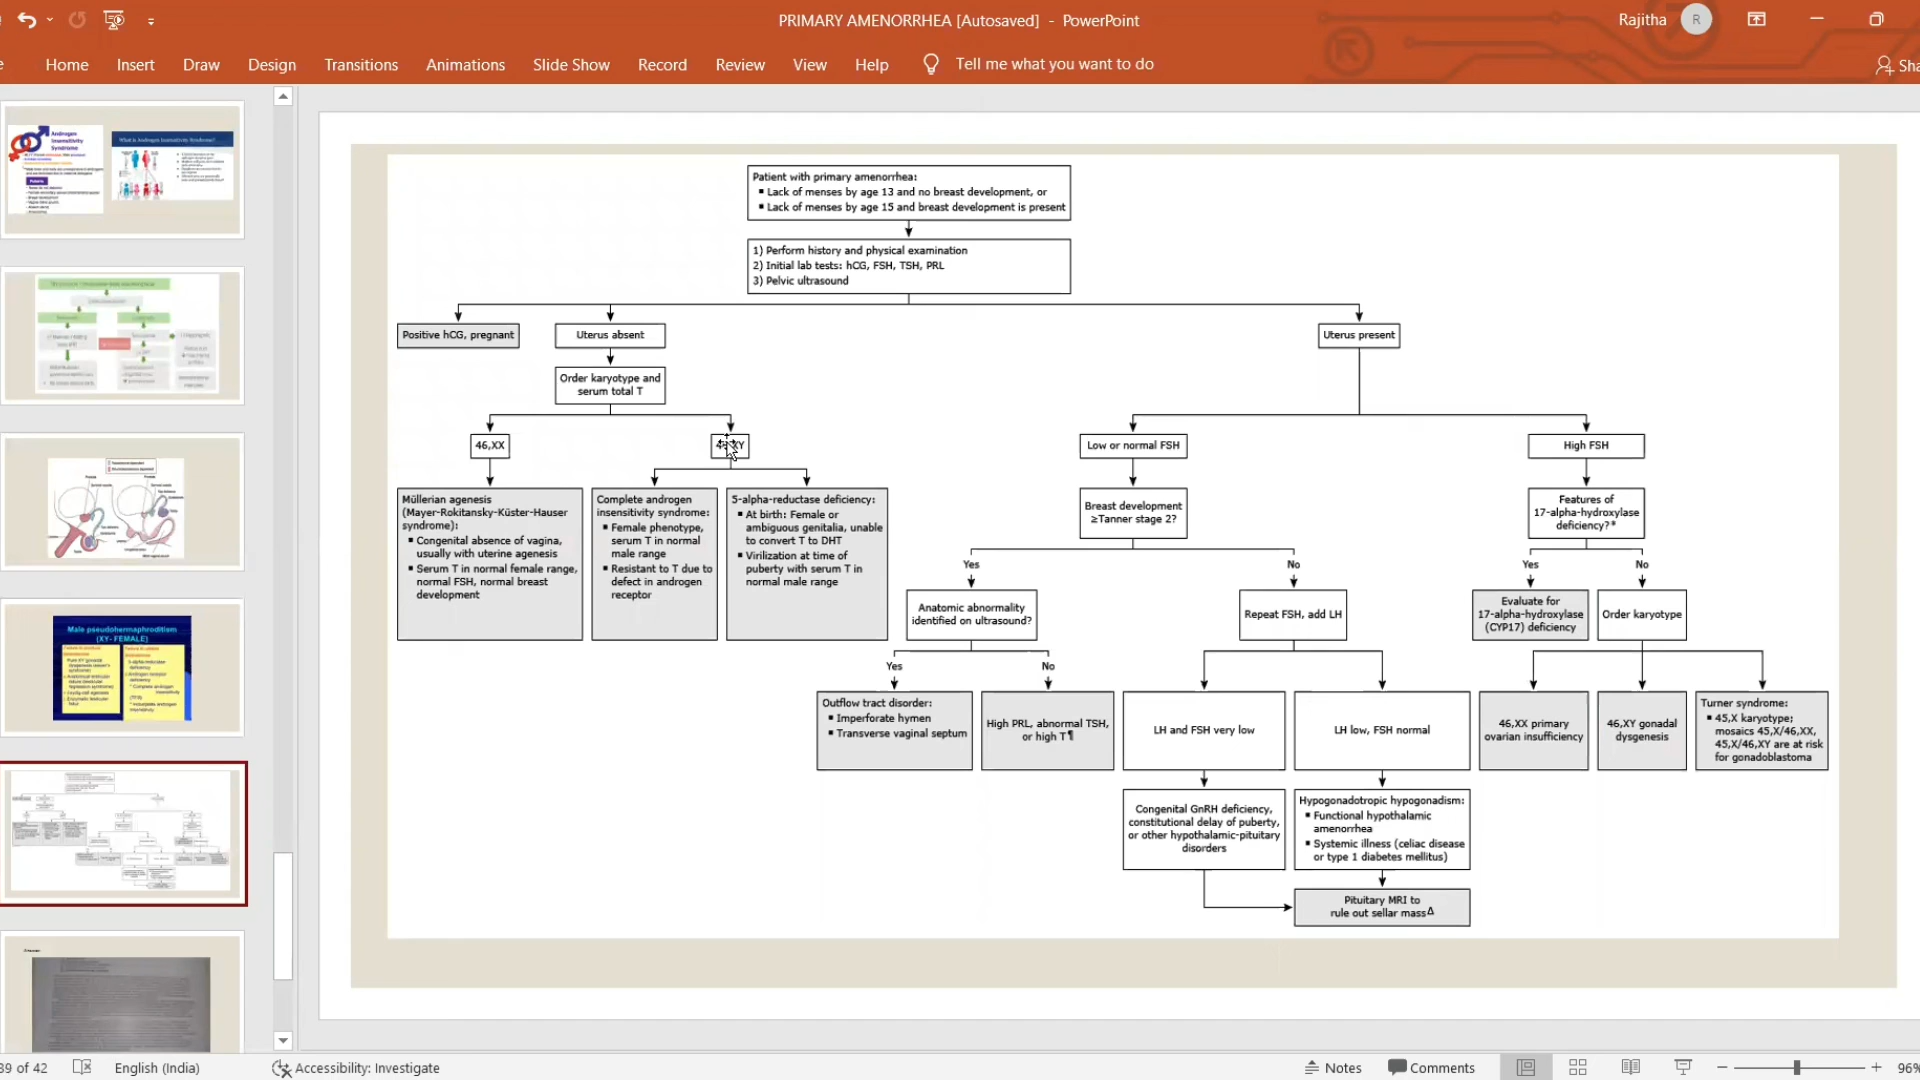 PRIMARY AMENORRHEA [Autosaved] - PowerPoint
Rajitha
R
Home Insert Draw Design Transitions Animations Slide Show Record Review View Help Tell me what you want to do
Androgen
Insensitivity
Syndrome
What is Androgen Insensitivity Syndrome?
Male pseudohermaphroditism
(XY- FEMALE)
Patient with primary amenorrhea:
▪ Lack of menses by age 13 and no breast development, or
▪ Lack of menses by age 15 and breast development is present
1) Perform history and physical examination
2) Initial lab tests: hCG, FSH, TSH, PRL
3) Pelvic ultrasound
Positive hCG, pregnant
Uterus absent
Uterus present
Order karyotype and
serum total T
46,XX
Low or normal FSH
High FSH
Müllerian agenesis
(Mayer-Rokitansky-Küster-Hauser
syndrome):
▪ Congenital absence of vagina,
usually with uterine agenesis
▪ Serum T in normal female range,
normal FSH, normal breast
development
Complete androgen
insensitivity syndrome:
▪ Female phenotype,
serum T in normal
male range
▪ Resistant to T due to
defect in androgen
receptor
5-alpha-reductase deficiency:
▪ At birth: Female or
ambiguous genitalia, unable
to convert T to DHT
▪ Virilization at time of
puberty with serum T in
normal male range
Breast development
≥Tanner stage 2?
Features of
17-alpha-hydroxylase
deficiency?*
Yes
No
Yes
No
Anatomic abnormality
identified on ultrasound?
Repeat FSH, add LH
Evaluate for
17-alpha-hydroxylase
(CYP17) deficiency
Order karyotype
Yes
No
Outflow tract disorder:
▪ Imperforate hymen
▪ Transverse vaginal septum
High PRL, abnormal TSH,
or high T¶
LH and FSH very low
LH low, FSH normal
46,XX primary
ovarian insufficiency
46,XY gonadal
dysgenesis
Turner syndrome:
▪ 45,X karyotype;
mosaics 45,X/46,XX,
45,X/46,XY are at risk
for gonadoblastoma
Congenital GnRH deficiency,
constitutional delay of puberty,
or other hypothalamic-pituitary
disorders
Hypogonadotropic hypogonadism:
▪ Functional hypothalamic
amenorrhea
▪ Systemic illness (celiac disease
or type 1 diabetes mellitus)
Pituitary MRI to
rule out sellar massΔ
39 of 42 English (India) Accessibility: Investigate Notes Comments 96%